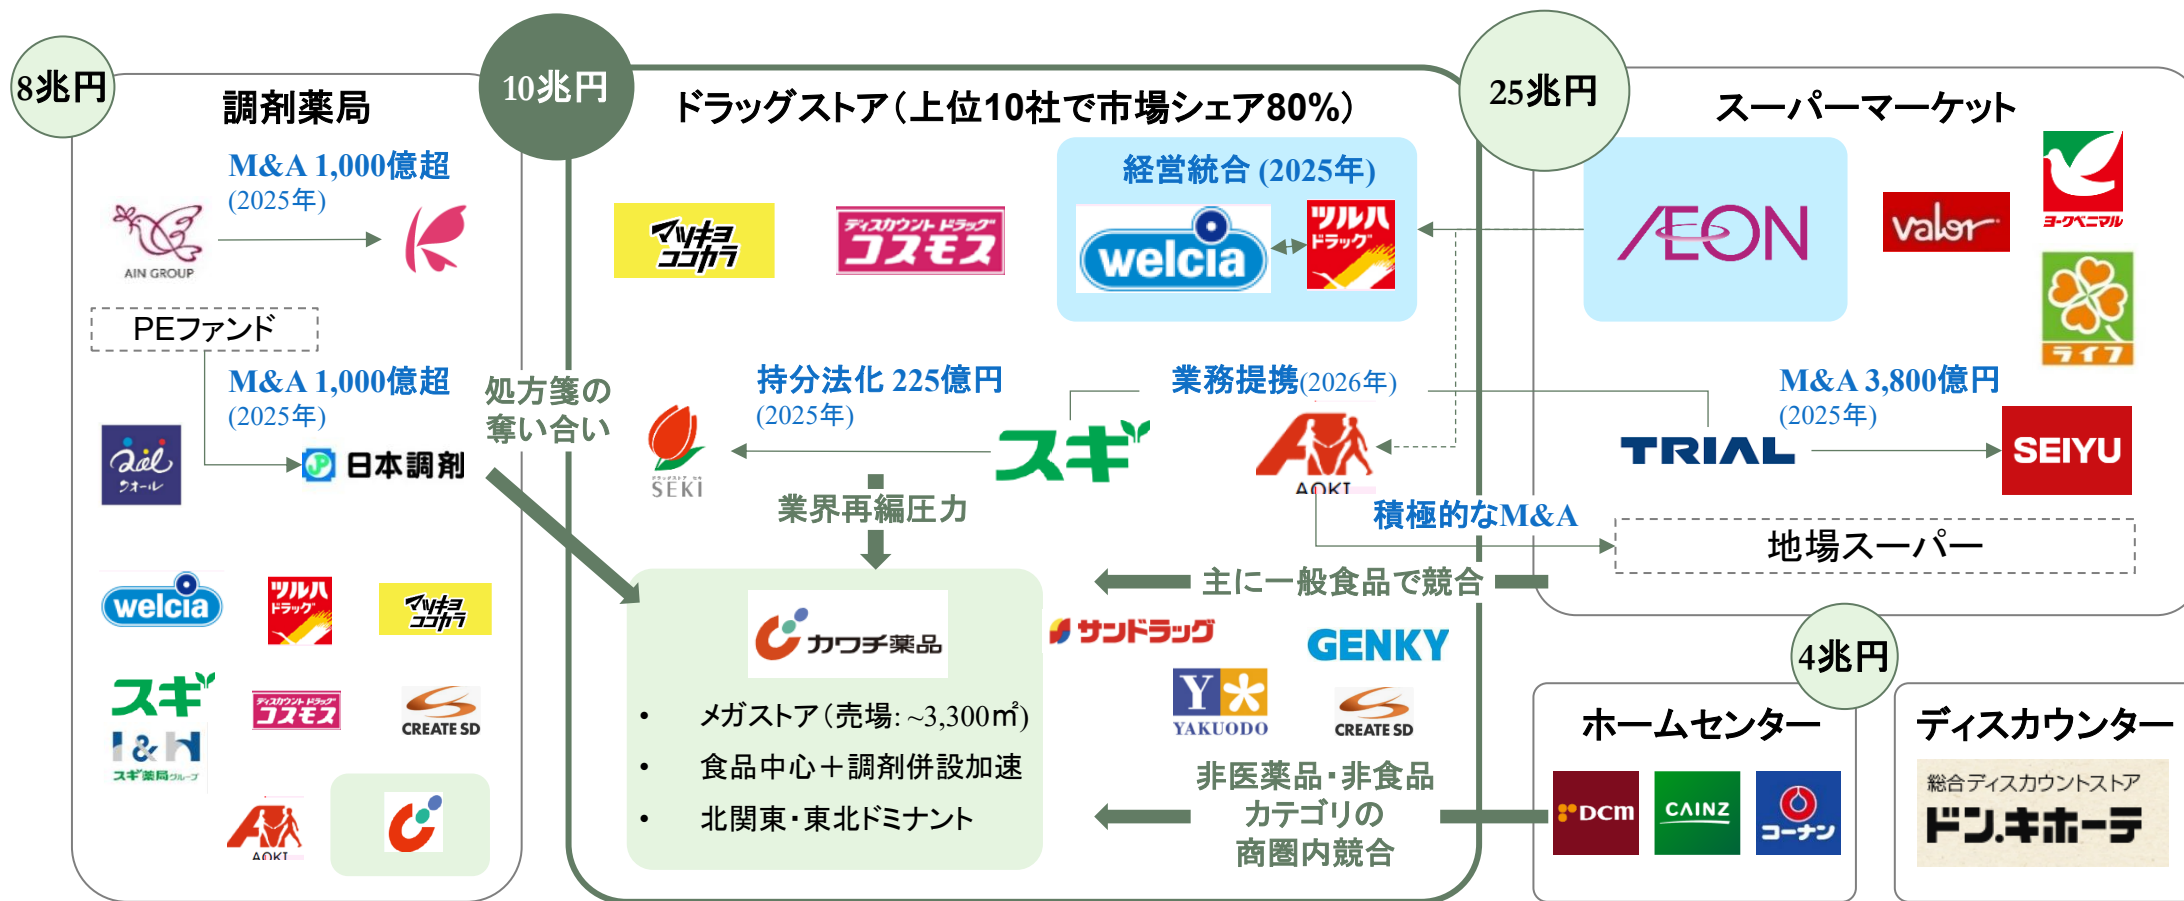 8兆円
調剤薬局
M&A 1,000億超
(2025年)
AIN GROUP
PEファンド
M&A 1,000億超
(2025年)
クオール
日本調剤
welcia
ツルハ
ドラッグ
マツキヨ
ココカラ
スギ
ディスカウント ドラッグ
コスモス
CREATE SD
I&H
スギ薬局グループ
AOKI
処方箋の
奪い合い
10兆円
ドラッグストア（上位10社で市場シェア80%）
マツキヨ
ココカラ
ディスカウント ドラッグ
コスモス
経営統合 (2025年)
welcia
ツルハ
ドラッグ
持分法化 225億円
(2025年)
SEKI
スギ
業務提携(2026年)
AOKI
業界再編圧力
積極的なM&A
主に一般食品で競合
カワチ薬品
• メガストア（売場: ~3,300㎡)
• 食品中心＋調剤併設加速
• 北関東・東北ドミナント
サンドラッグ
GENKY
YAKUODO
CREATE SD
非医薬品・非食品
カテゴリの
商圏内競合
25兆円
スーパーマーケット
ÆON
valor
ヨークベニマル
ライフ
M&A 3,800億円
(2025年)
TRIAL
SEIYU
地場スーパー
4兆円
ホームセンター
DCM
CAINZ
コーナン
ディスカウンター
総合ディスカウントストア
ドン.キホーテ